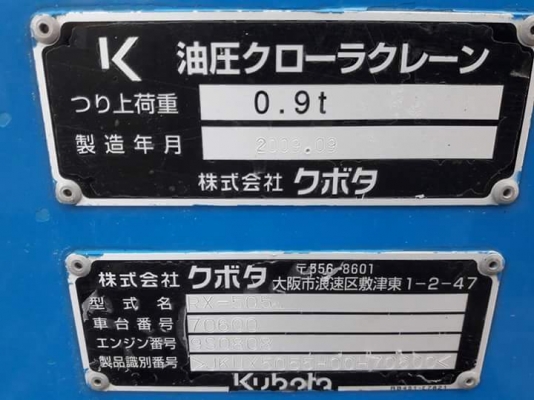 K 油圧クローラクレーン
つり上荷重 0.9t
製造年月
株式会社 クボタ
株式会社 クボタ 〒556-8601
大阪市浪速区敷津東1-2-47
型式名 RX-505
車台番号 70600
エンジン番号
製品識別番号
Kubota